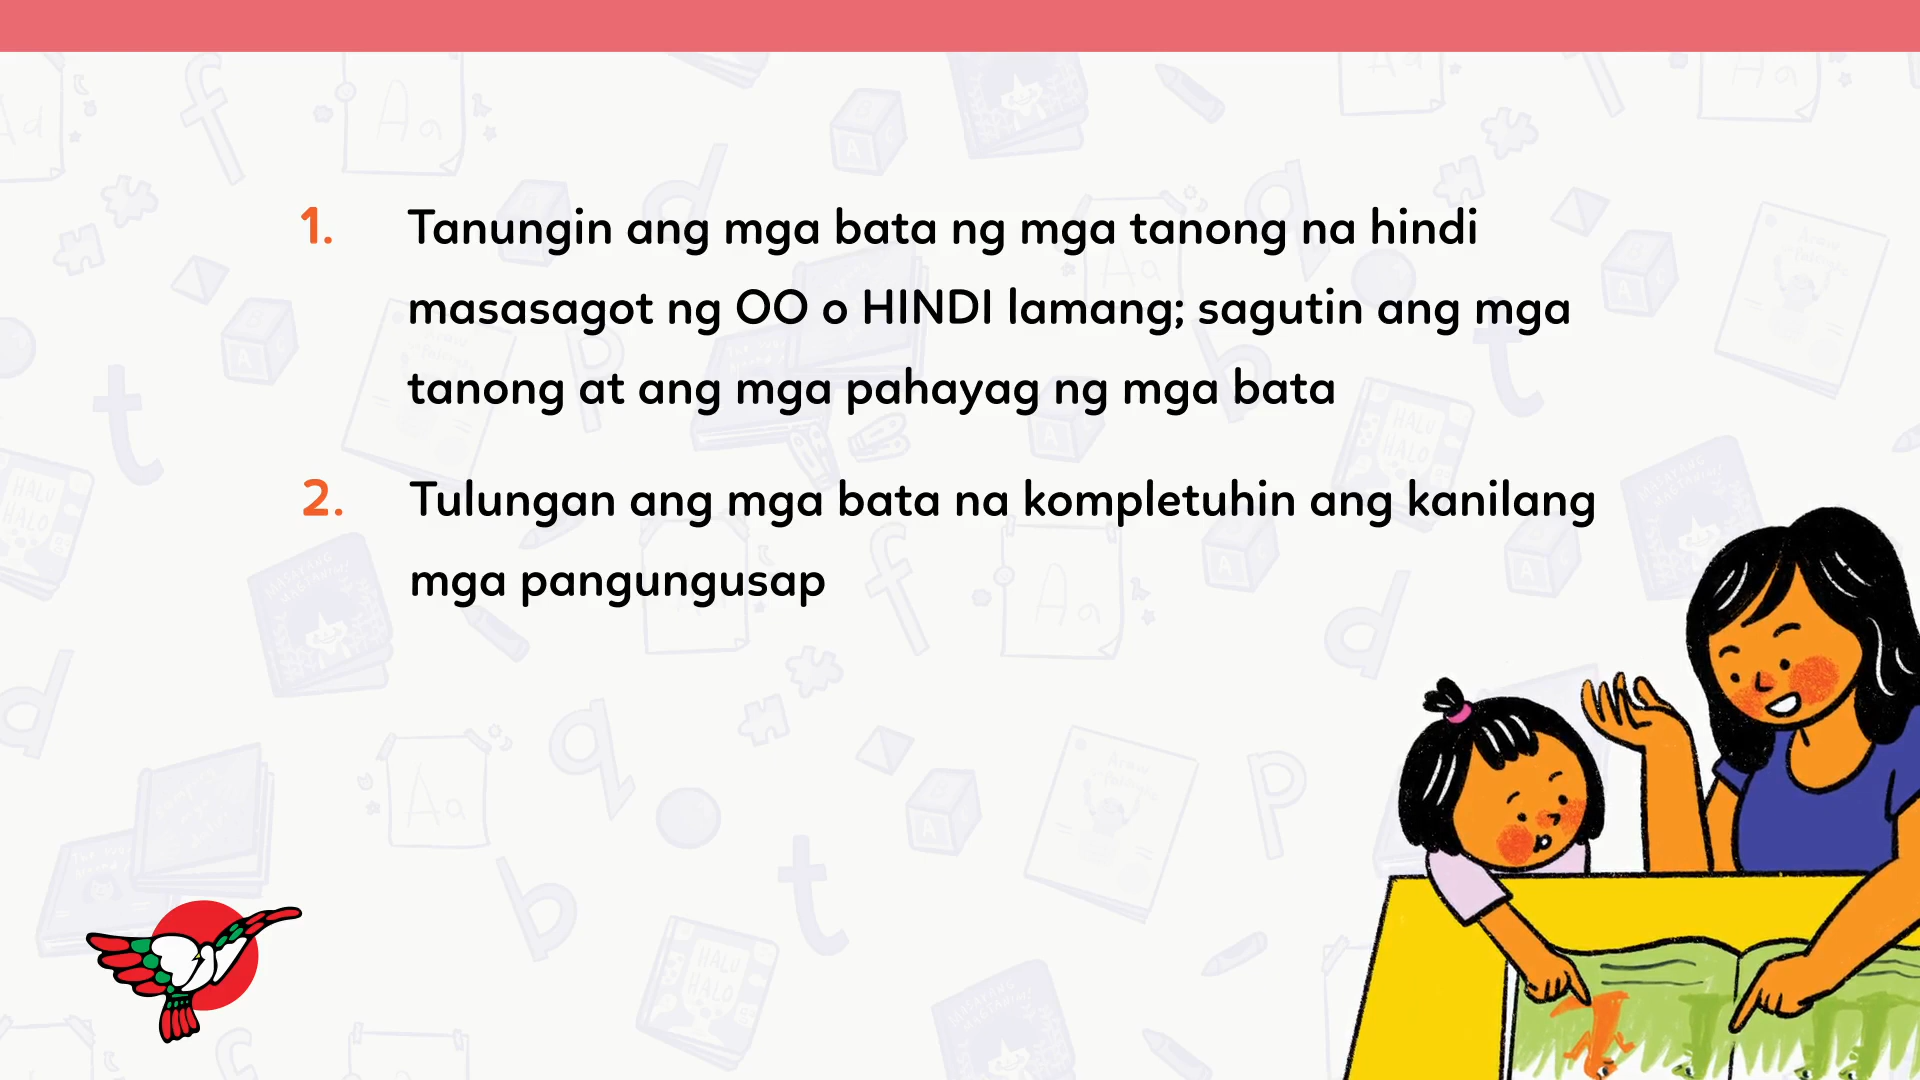 1. Tanungin ang mga bata ng mga tanong na hindi
masasagot ng OO o HINDI lamang; sagutin ang mga
tanong at ang mga pahayag ng mga bata
2. Tulungan ang mga bata na kompletuhin ang kanilang
mga pangungusap